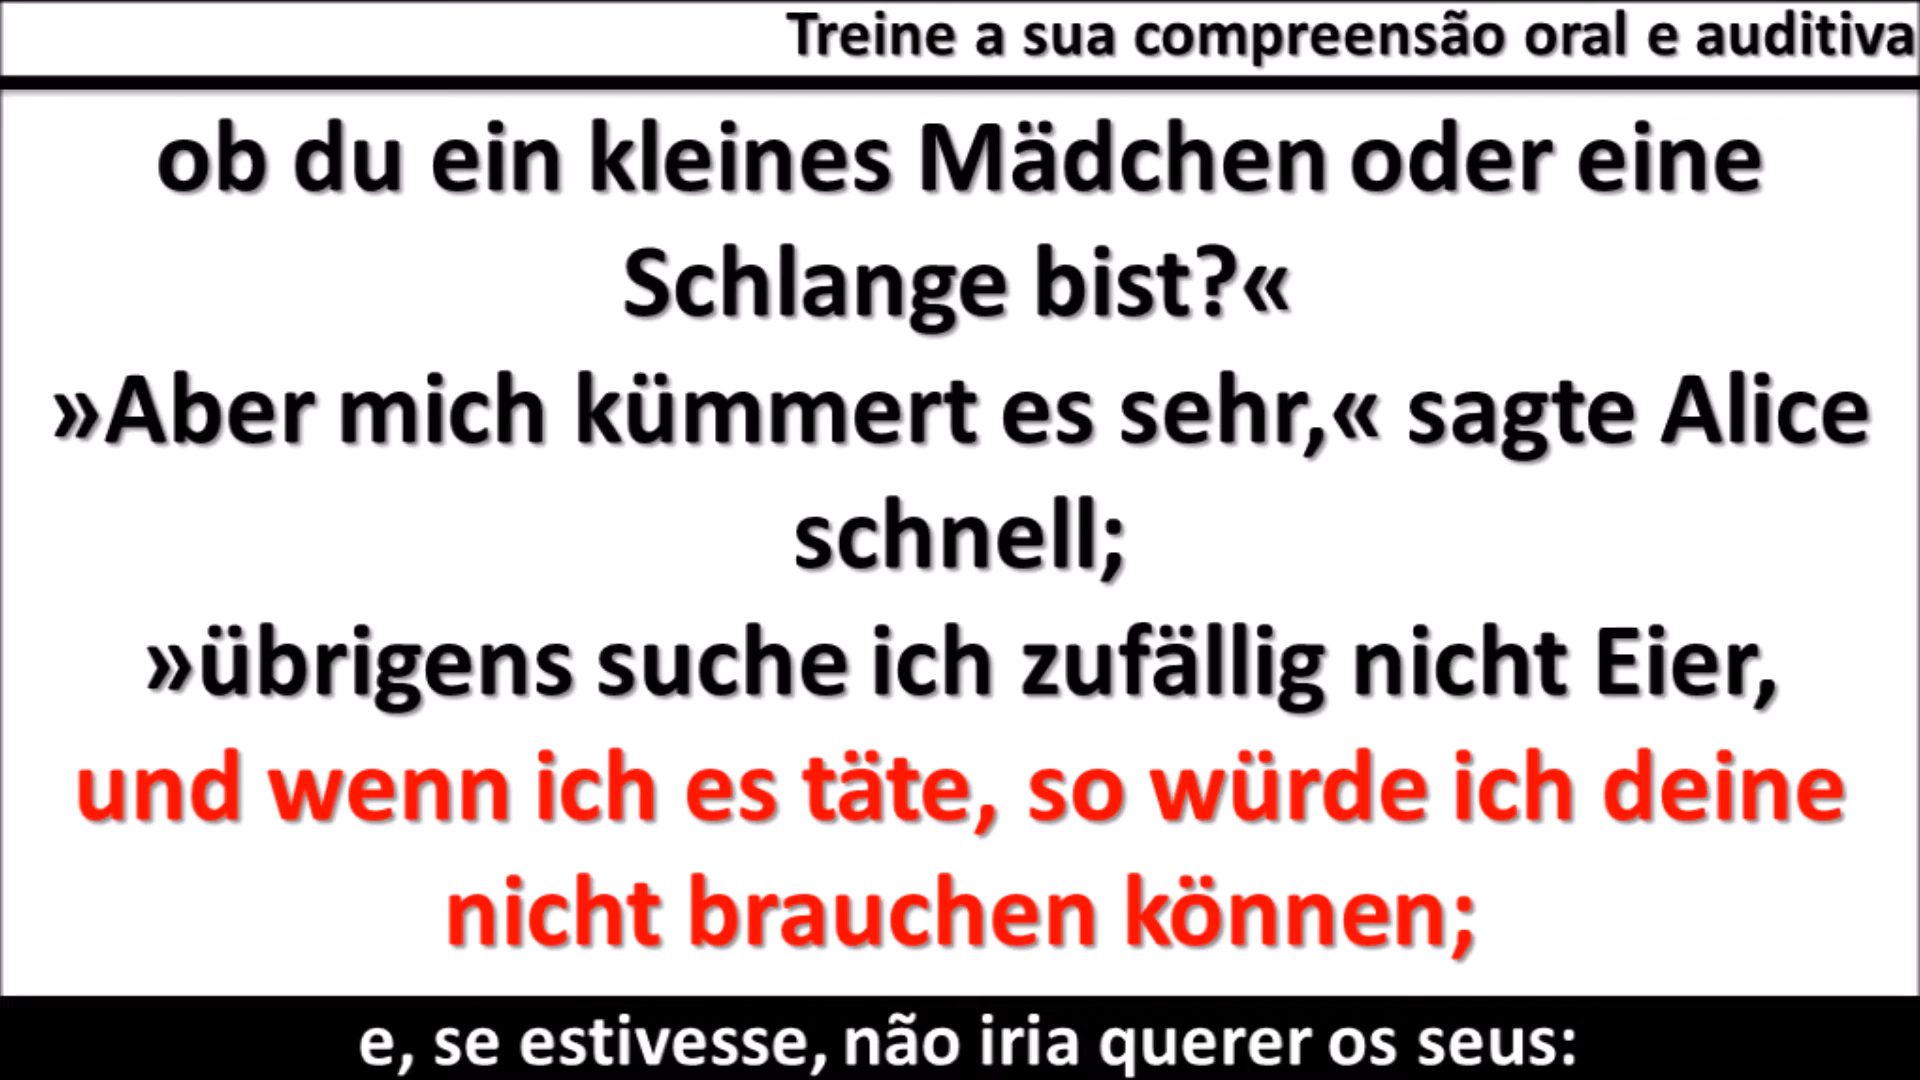 Treine a sua compreensão oral e auditiva
ob du ein kleines Mädchen oder eine
Schlange bist?«
»Aber mich kümmert es sehr,« sagte Alice
schnell;
»übrigens suche ich zufällig nicht Eier,
und wenn ich es täte, so würde ich deine
nicht brauchen können;
e, se estivesse, não iria querer os seus: